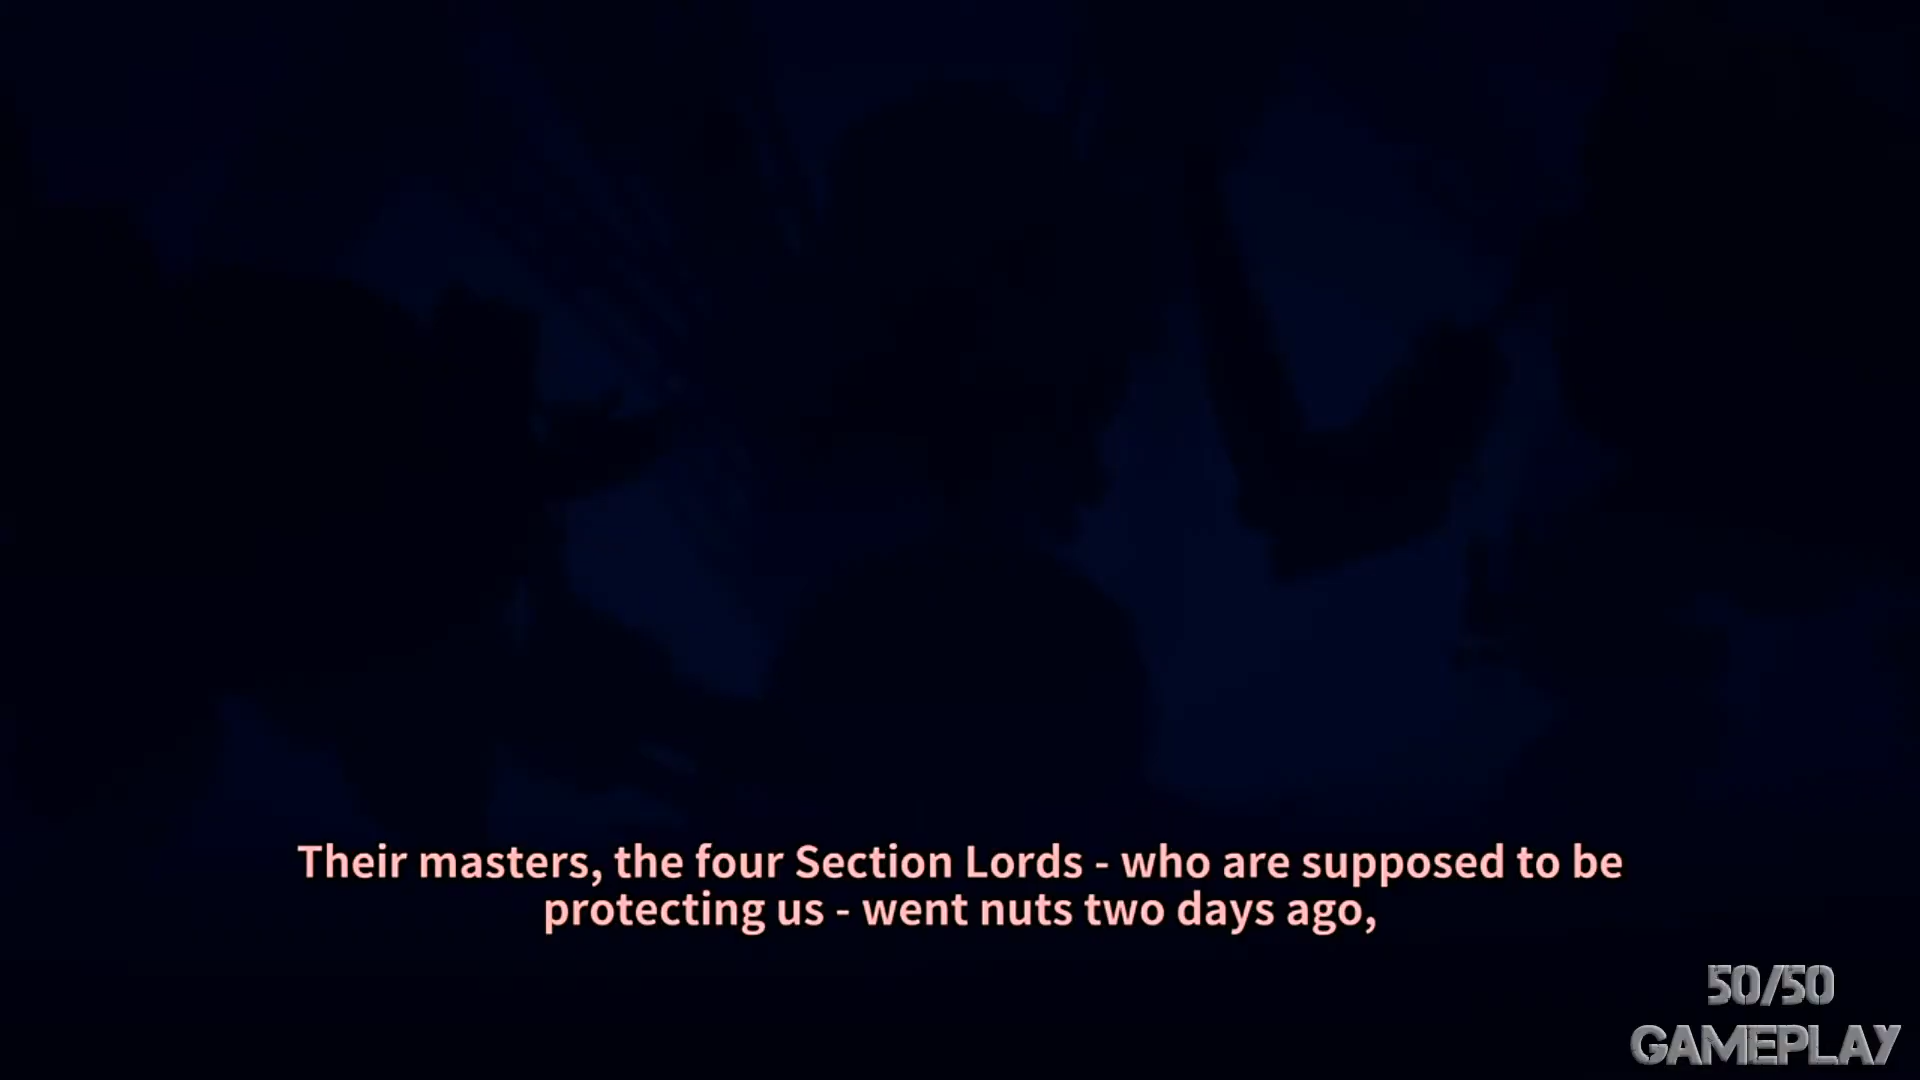 Their masters, the four Section Lords - who are supposed to be
protecting us - went nuts two days ago,
50/50
GAMEPLAY